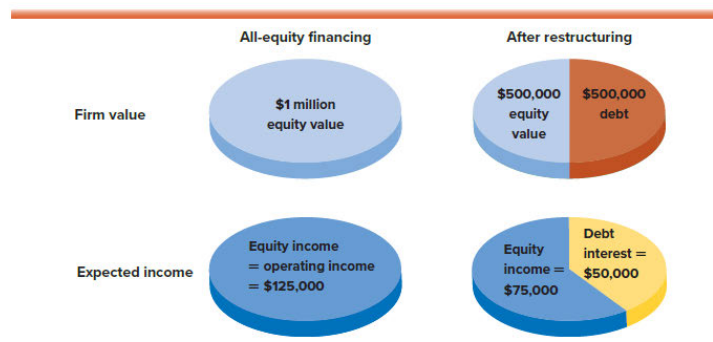 All-equity financing
After restructuring
Firm value
$1 million
equity value
$500,000
equity
value
$500,000
debt
Expected income
Equity income
= operating income
= $125,000
Equity
income =
$75,000
Debt
interest =
$50,000